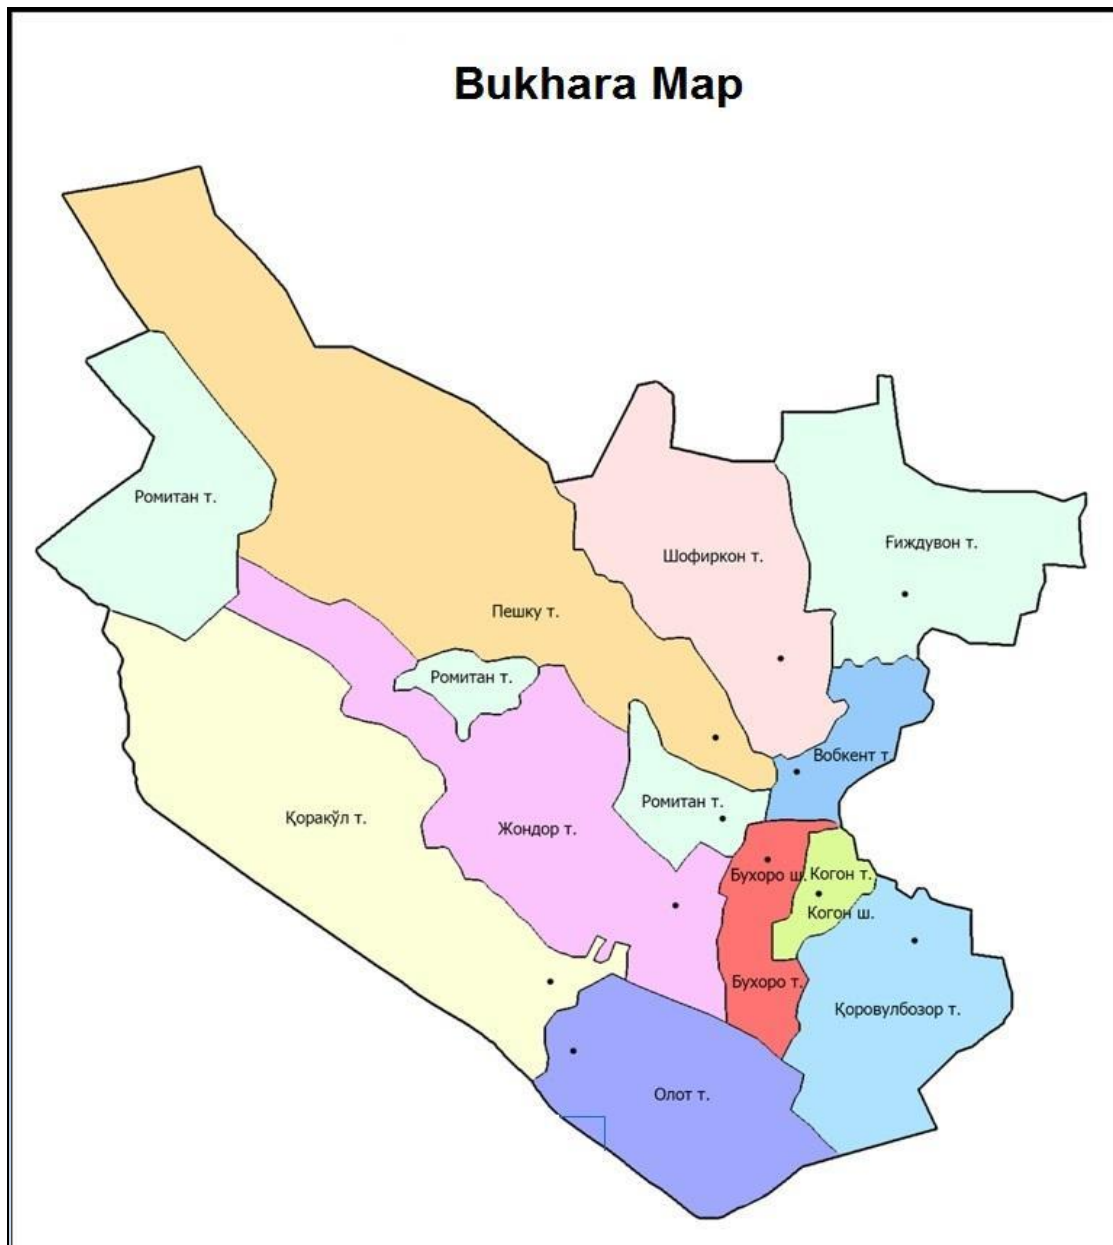 Bukhara Map
Ромитан т.
Шофиркон т.
Ғиждувон т.
Пешку т.
Ромитан т.
Вобкент т.
Ромитан т.
Қоракўл т.
Жондор т.
Бухоро ш.
Когон т.
Когон ш.
Бухоро т.
Қоровулбозор т.
Олот т.